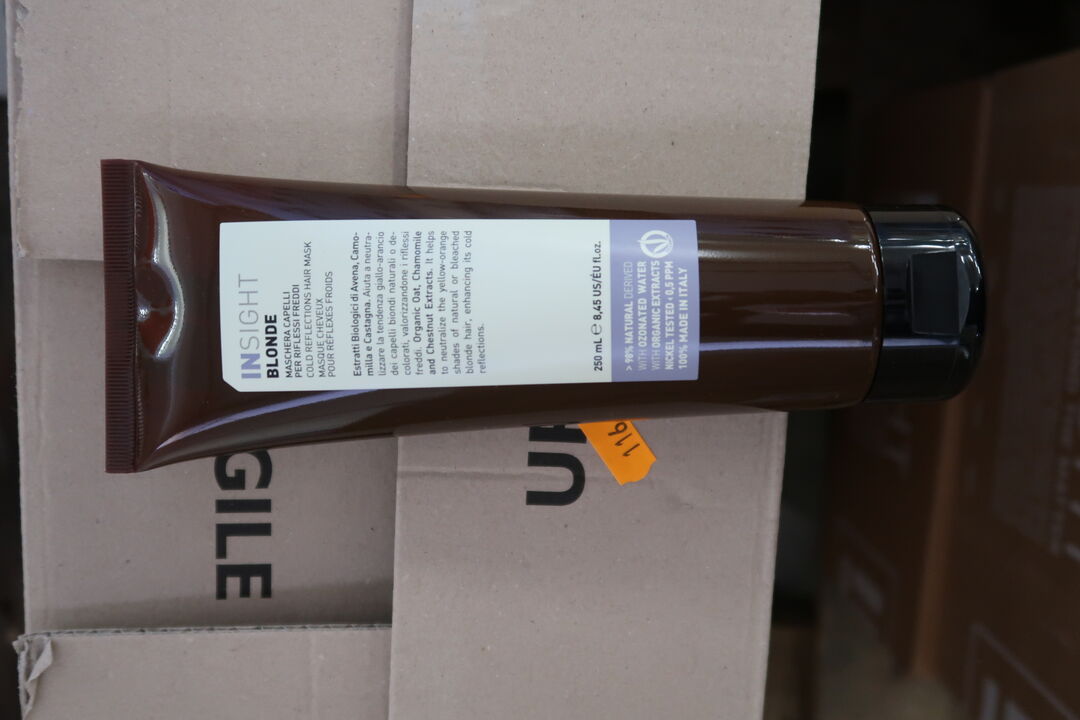 INSIGHT
BLONDE
MASCHERA CAPELLI
PER RIFLESSI FREDDI
COLD REFLECTIONS HAIR MASK
MASQUE CHEVEUX
POUR RÉFLEXES FROIDS
Estratti Biologici di Avena, Camo-
milla e Castagna. Aiuta a neutra-
lizzare la tendenza giallo-arancio
dei capelli biondi naturali o de-
colorati, valorizzandone i riflessi
freddi. Organic Oat, Chamomile
and Chestnut Extracts. It helps
to neutralize the yellow-orange
shades of natural or bleached
blonde hair, enhancing its cold
reflections.
250 mL ℮ 8,45 US/ÉU fl.oz.
> 98% NATURAL DERIVED
WITH OZONATED WATER
WITH ORGANIC EXTRACTS
NICKEL TESTED < 0,5 PPM
100% MADE IN ITALY
116
GILE